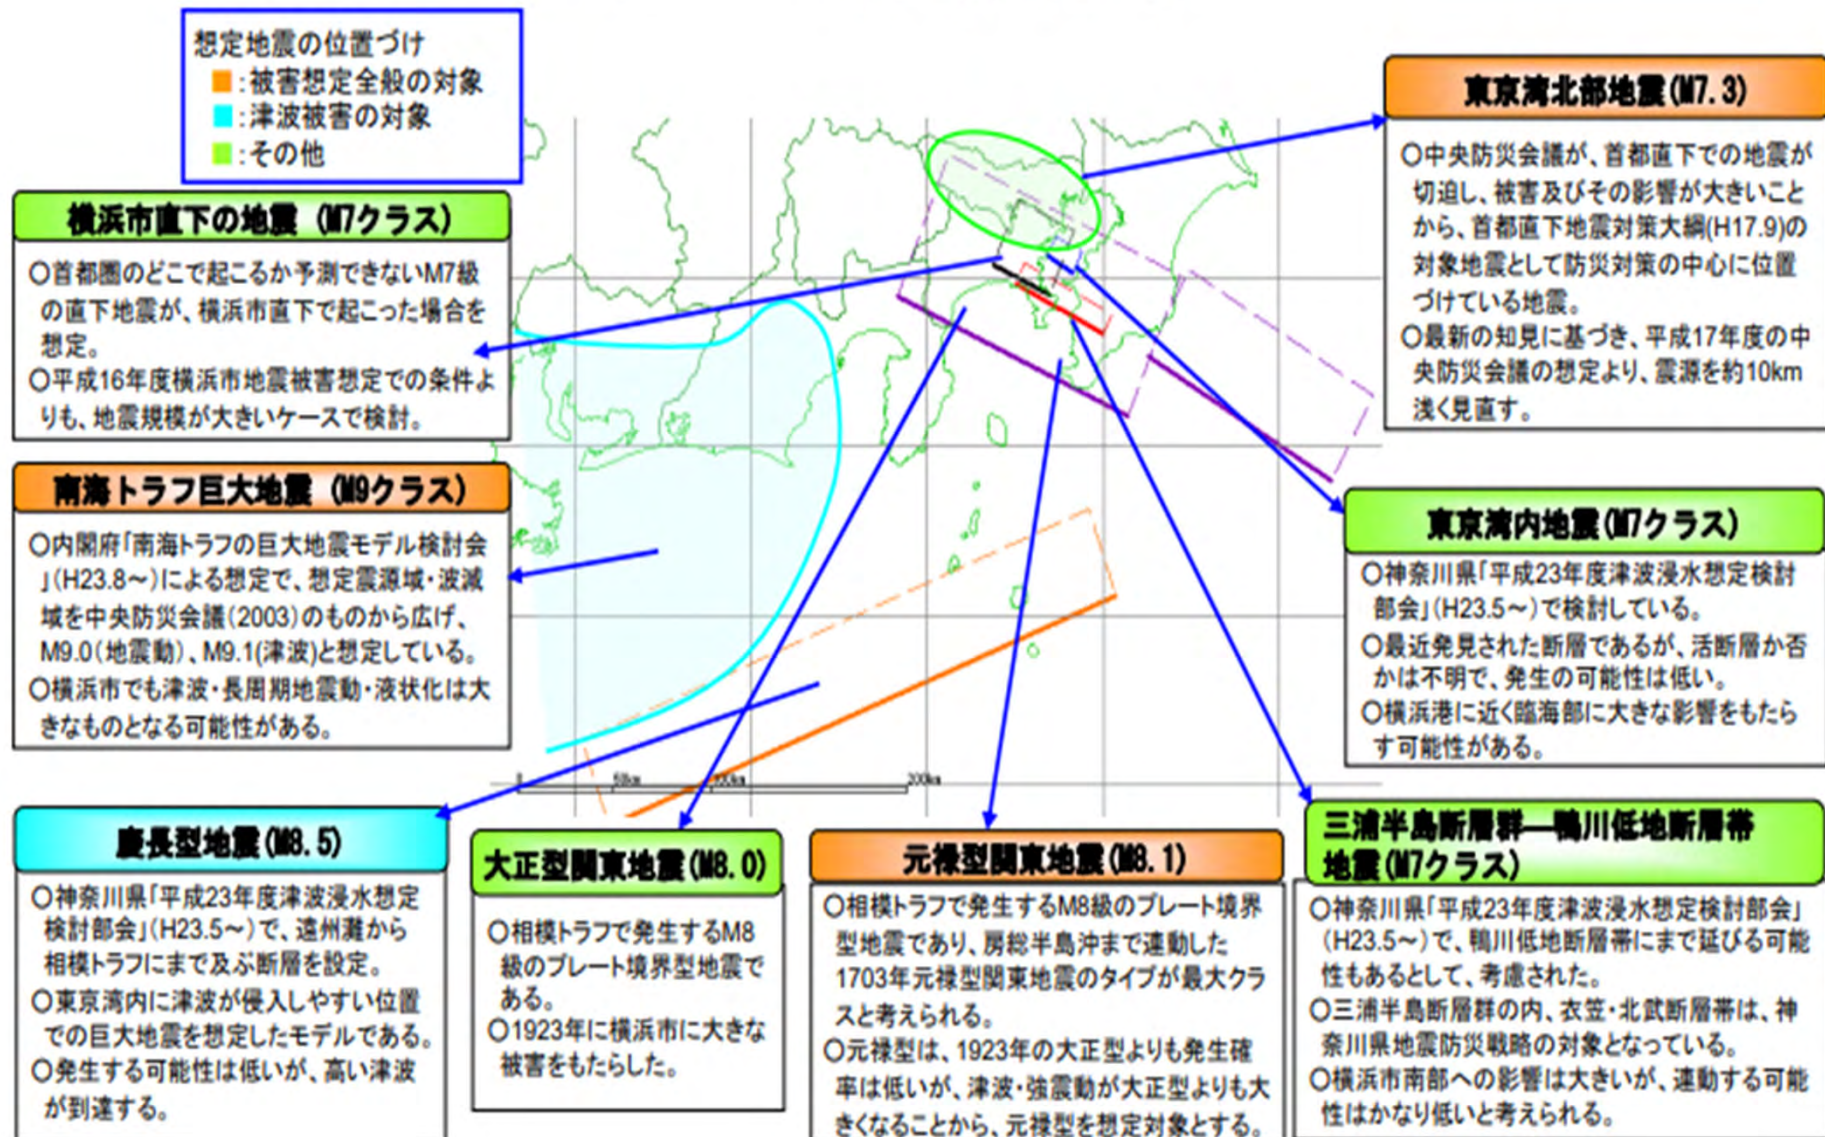 想定地震の位置づけ
:被害想定全般の対象
:津波被害の対象
:その他
横浜市直下の地震 (M7クラス)
○首都圏のどこで起こるか予測できないM7級
の直下地震が、横浜市直下で起こった場合を
想定。
○平成16年度横浜市地震被害想定での条件よ
りも、地震規模が大きいケースで検討。
南海トラフ巨大地震 (M9クラス)
○内閣府「南海トラフの巨大地震モデル検討会
」(H23.8～)による想定で、想定震源域・波源
域を中央防災会議(2003)のものから広げ、
M9.0(地震動)、M9.1(津波)と想定している。
○横浜市でも津波・長周期地震動・液状化は大
きなものとなる可能性がある。
東京湾北部地震(M7.3)
○中央防災会議が、首都直下での地震が
切迫し、被害及びその影響が大きいこと
から、首都直下地震対策大綱(H17.9)の
対象地震として防災対策の中心に位置
づけている地震。
○最新の知見に基づき、平成17年度の中
央防災会議の想定より、震源を約10km
浅く見直す。
東京湾内地震(M7クラス)
○神奈川県「平成23年度津波浸水想定検討
部会」(H23.5～)で検討している。
○最近発見された断層であるが、活断層か否
かは不明で、発生の可能性は低い。
○横浜港に近く臨海部に大きな影響をもたら
す可能性がある。
0 50km 100km 200km
慶長型地震(M8.5)
○神奈川県「平成23年度津波浸水想定
検討部会」(H23.5～)で、遠州灘から
相模トラフにまで及ぶ断層を設定。
○東京湾内に津波が侵入しやすい位置
での巨大地震を想定したモデルである。
○発生する可能性は低いが、高い津波
が到達する。
大正型関東地震(M8.0)
○相模トラフで発生するM8
級のプレート境界型地震で
ある。
○1923年に横浜市に大きな
被害をもたらした。
元禄型関東地震(M8.1)
○相模トラフで発生するM8級のプレート境界
型地震であり、房総半島沖まで連動した
1703年元禄型関東地震のタイプが最大クラ
スと考えられる。
○元禄型は、1923年の大正型よりも発生確
率は低いが、津波・強震動が大正型よりも大
きくなることから、元禄型を想定対象とする。
三浦半島断層群―鴨川低地断層帯
地震(M7クラス)
○神奈川県「平成23年度津波浸水想定検討部会」
(H23.5～)で、鴨川低地断層帯にまで延びる可能
性もあるとして、考慮された。
○三浦半島断層群の内、衣笠・北武断層帯は、神
奈川県地震防災戦略の対象となっている。
○横浜市南部への影響は大きいが、連動する可能
性はかなり低いと考えられる。